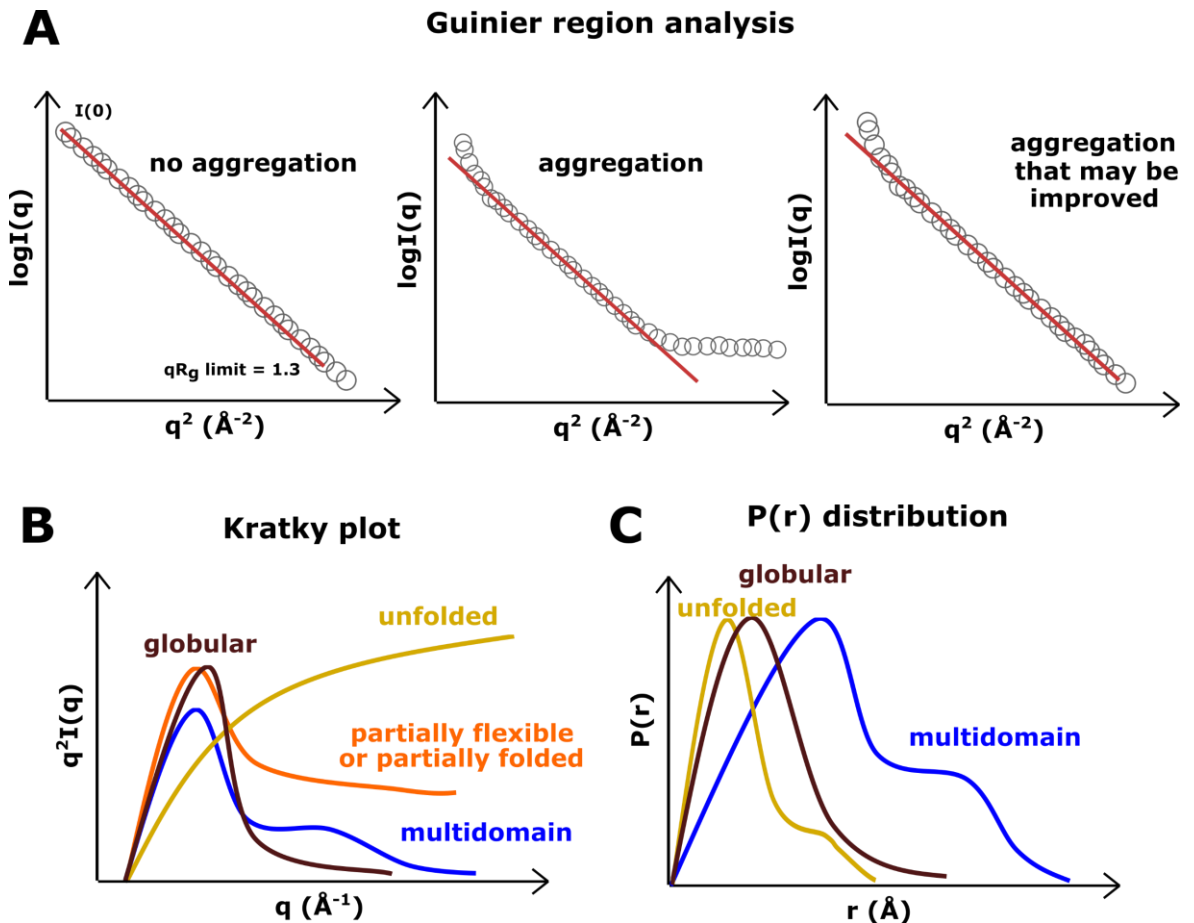 A
Guinier region analysis
I(0)
no aggregation
logI(q)
qRg limit = 1.3
q² (Å⁻²)
aggregation
logI(q)
q² (Å⁻²)
aggregation
that may be
improved
logI(q)
q² (Å⁻²)
B
Kratky plot
unfolded
globular
partially flexible
or partially folded
multidomain
q²I(q)
q (Å⁻¹)
C
P(r) distribution
globular
unfolded
multidomain
P(r)
r (Å)